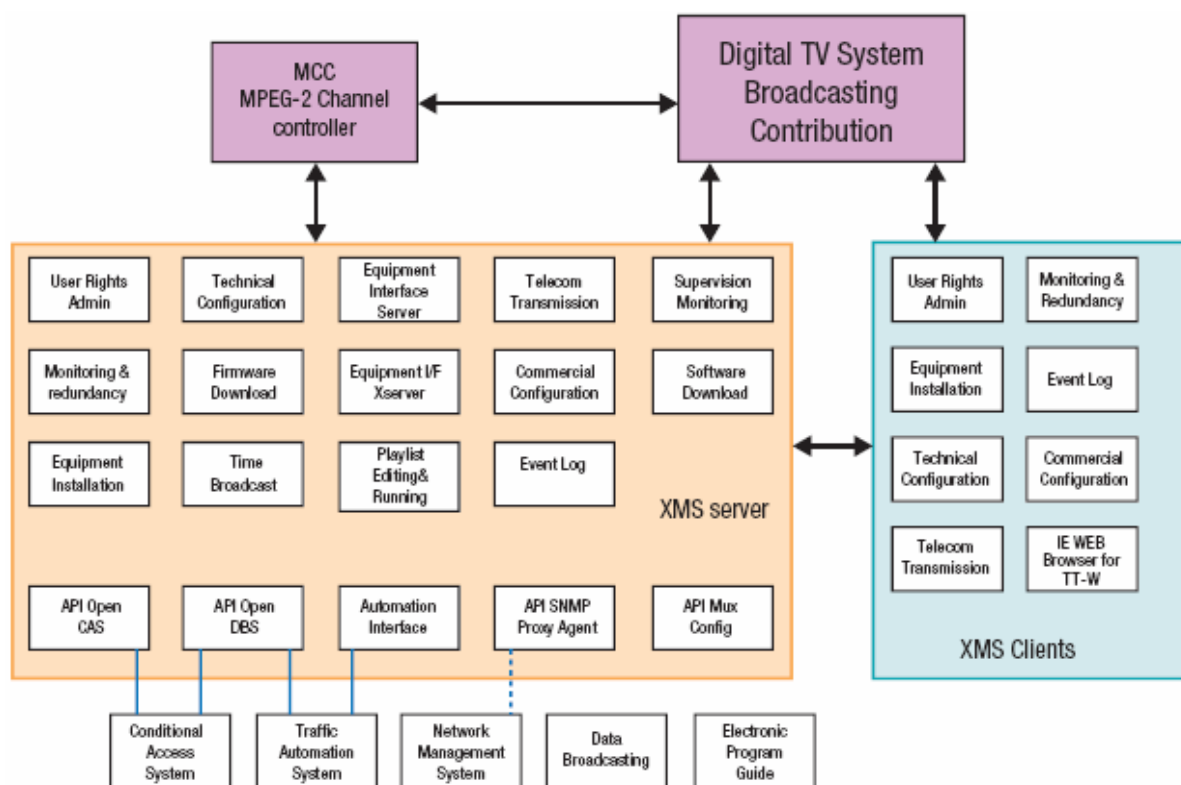 MCC
MPEG-2 Channel
controller
Digital TV System
Broadcasting
Contribution
User Rights
Admin
Technical
Configuration
Equipment
Interface
Server
Telecom
Transmission
Supervision
Monitoring
Monitoring &
redundancy
Firmware
Download
Equipment I/F
Xserver
Commercial
Configuration
Software
Download
Equipment
Installation
Time
Broadcast
Playlist
Editing&
Running
Event Log
XMS server
API Open
CAS
API Open
DBS
Automation
Interface
API SNMP
Proxy Agent
API Mux
Config
User Rights
Admin
Monitoring &
Redundancy
Equipment
Installation
Event Log
Technical
Configuration
Commercial
Configuration
Telecom
Transmission
IE WEB
Browser for
TT-W
XMS Clients
Conditional
Access
System
Traffic
Automation
System
Network
Management
System
Data
Broadcasting
Electronic
Program
Guide